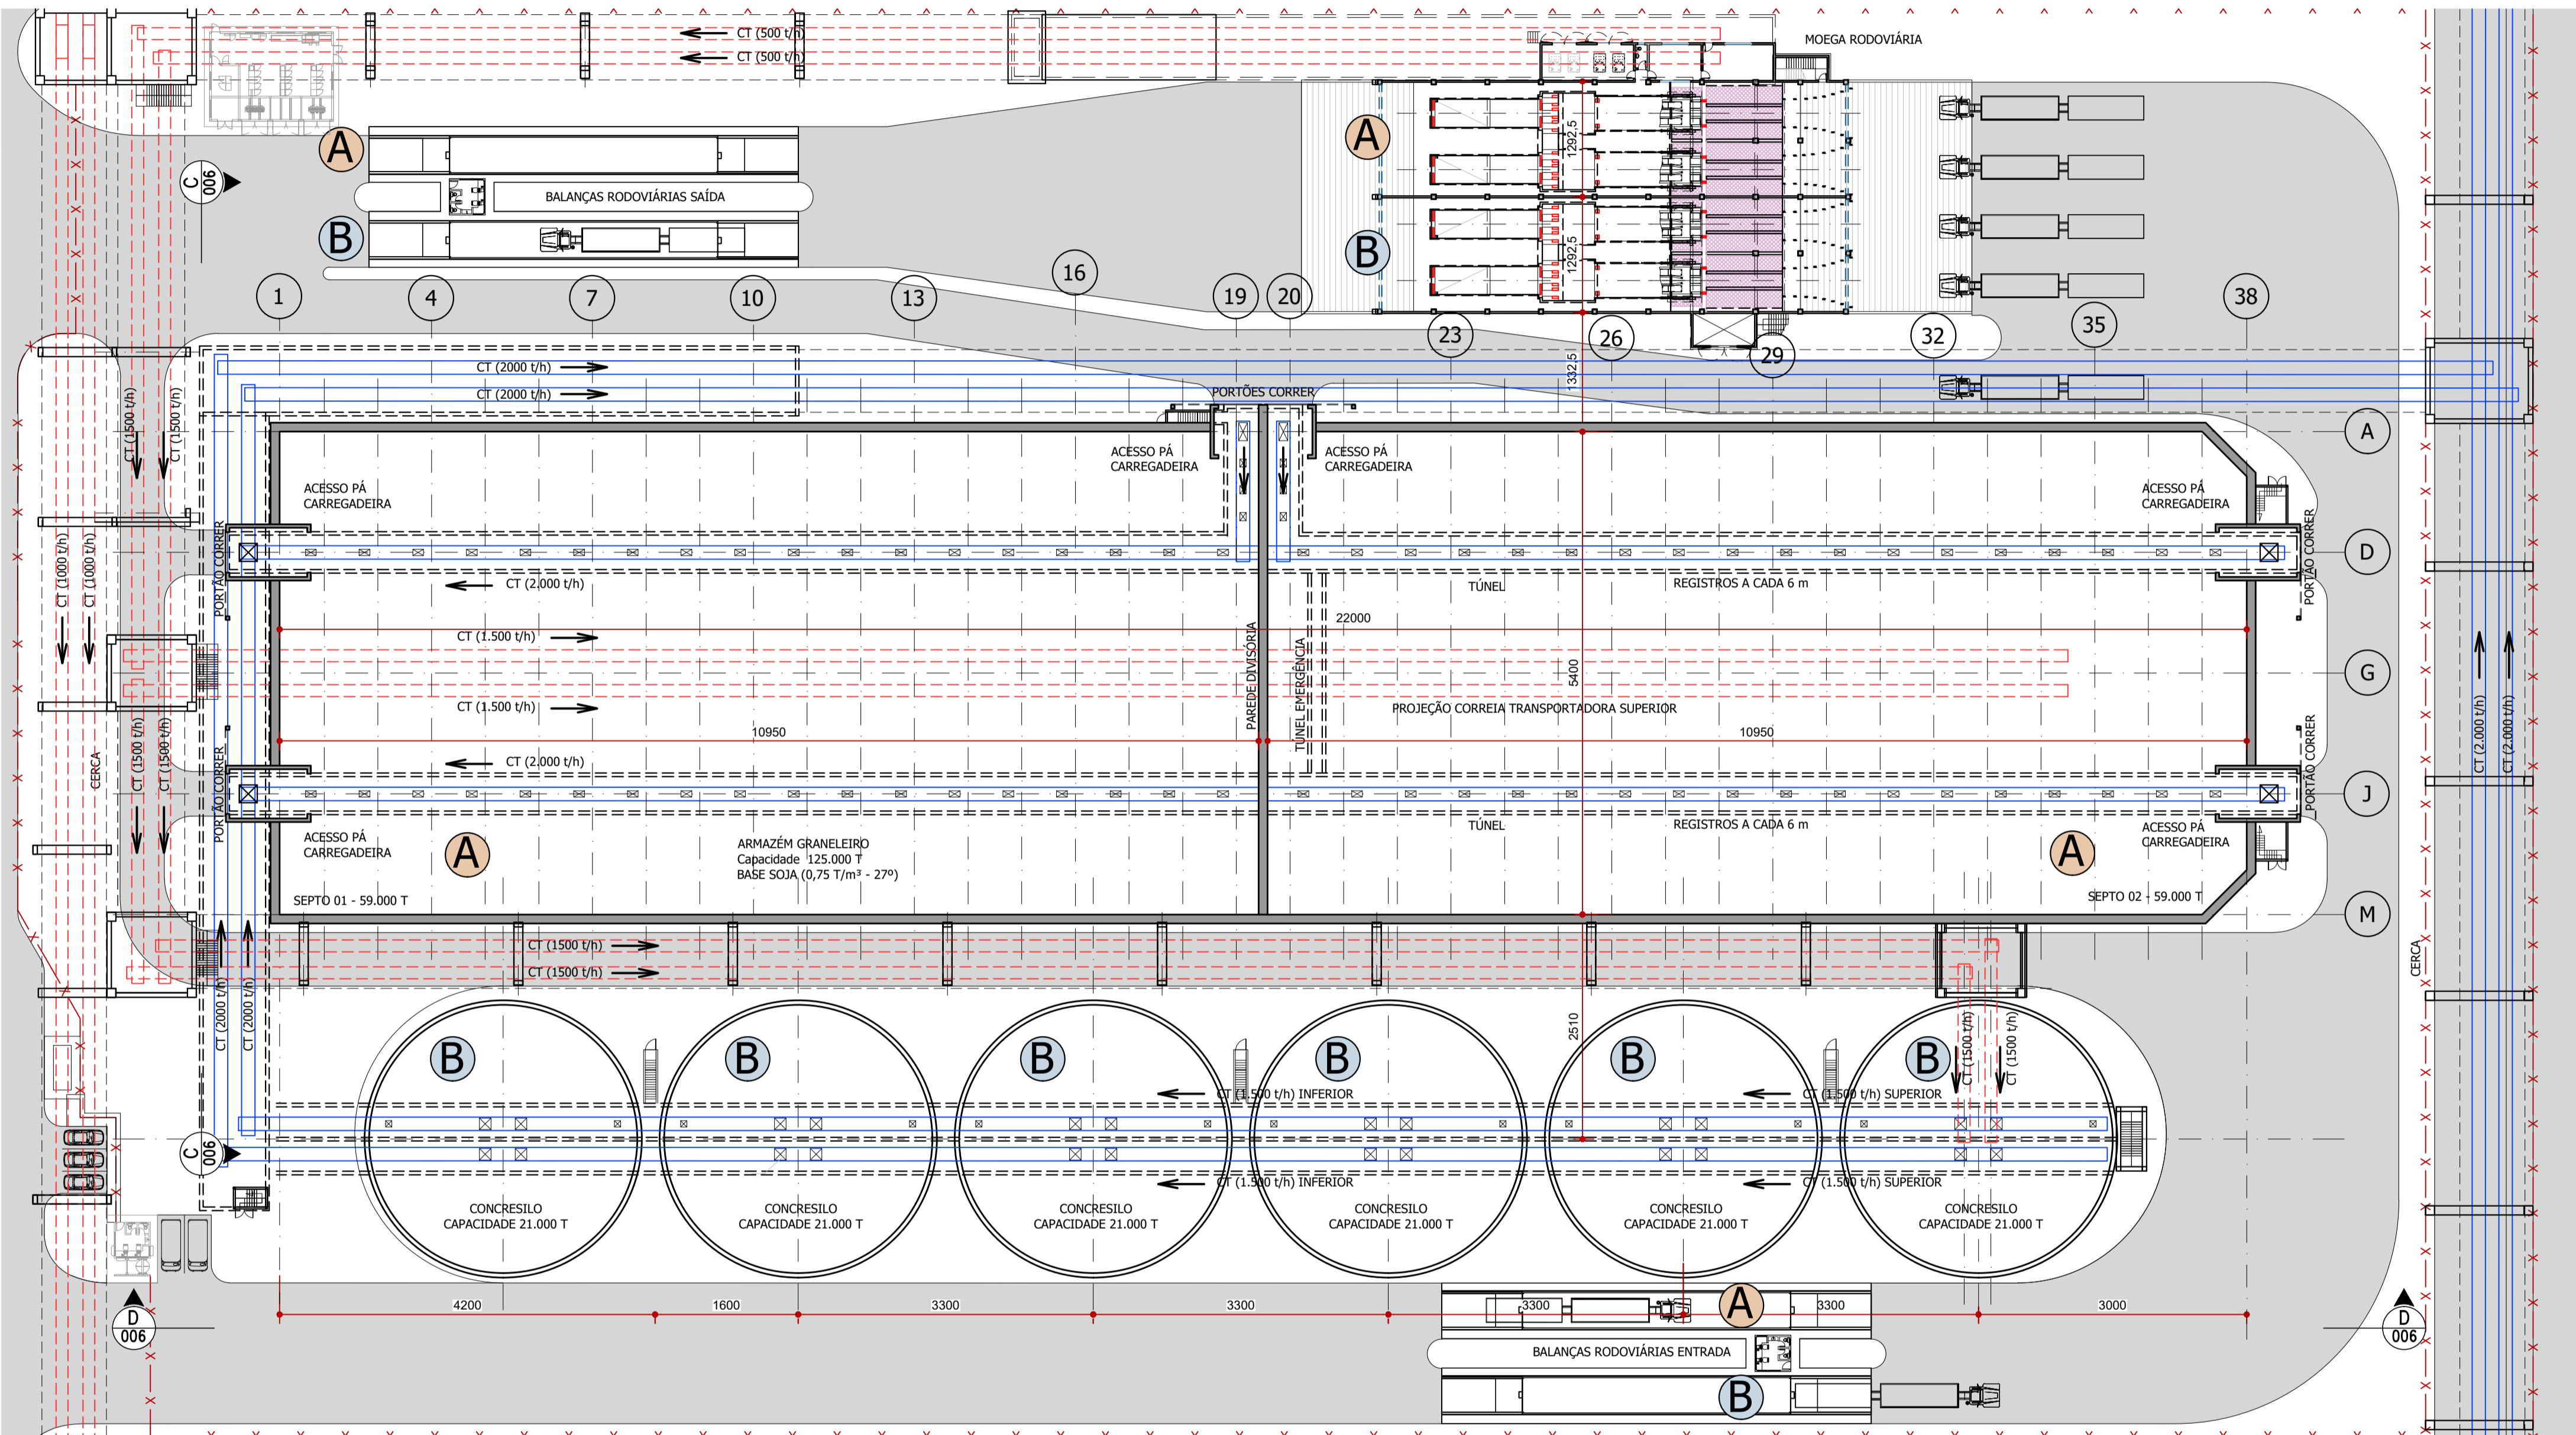 CT (500 t/h)
CT (500 t/h)
MOEGA RODOVIÁRIA
A
A
C
006
BALANÇAS RODOVIÁRIAS SAÍDA
B
B
1292,5
1292,5
1
4
7
10
13
16
19
20
23
26
29
32
35
38
CT (2000 t/h)
CT (2000 t/h)
1332,5
PORTÕES CORRER
CT (1500 t/h)
CT (1500 t/h)
A
ACESSO PÁ
CARREGADEIRA
ACESSO PÁ
CARREGADEIRA
ACESSO PÁ
CARREGADEIRA
ACESSO PÁ
CARREGADEIRA
PORTÃO CORRER
PORTÃO CORRER
D
CT (1000 t/h)
CT (1000 t/h)
CT (2.000 t/h)
TÚNEL
REGISTROS A CADA 6 m
22000
CT (1.500 t/h)
PAREDE DIVISÓRIA
TÚNEL EMERGÊNCIA
5400
G
CT (1.500 t/h)
PROJEÇÃO CORREIA TRANSPORTADORA SUPERIOR
10950
10950
CERCA
CT (1500 t/h)
CT (1500 t/h)
PORTÃO CORRER
PORTÃO CORRER
CT (2.000 t/h)
CT (2.000 t/h)
CT (2.000 t/h)
J
ACESSO PÁ
CARREGADEIRA
A
ARMAZÉM GRANELEIRO
Capacidade 125.000 T
BASE SOJA (0,75 T/m³ - 27º)
TÚNEL
REGISTROS A CADA 6 m
A
ACESSO PÁ
CARREGADEIRA
SEPTO 01 - 59.000 T
SEPTO 02 - 59.000 T
M
CT (1500 t/h)
CT (1500 t/h)
CERCA
CT (2000 t/h)
CT (2000 t/h)
2510
CT (1500 t/h)
CT (1500 t/h)
B
B
B
B
B
B
CT (1.500 t/h) INFERIOR
CT (1.500 t/h) SUPERIOR
C
006
CT (1.500 t/h) INFERIOR
CT (1.500 t/h) SUPERIOR
CONCRESILO
CAPACIDADE 21.000 T
CONCRESILO
CAPACIDADE 21.000 T
CONCRESILO
CAPACIDADE 21.000 T
CONCRESILO
CAPACIDADE 21.000 T
CONCRESILO
CAPACIDADE 21.000 T
CONCRESILO
CAPACIDADE 21.000 T
4200
1600
3300
3300
3300
3300
3000
A
D
006
D
006
BALANÇAS RODOVIÁRIAS ENTRADA
B